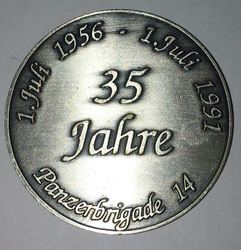 1. Juli 1956 - 1. Juli 1991
35
Jahre
Panzerbrigade 14